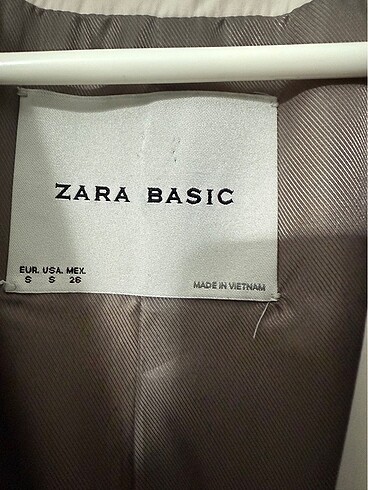 ZARA BASIC
EUR. USA. MEX.
S S 26
MADE IN VIETNAM